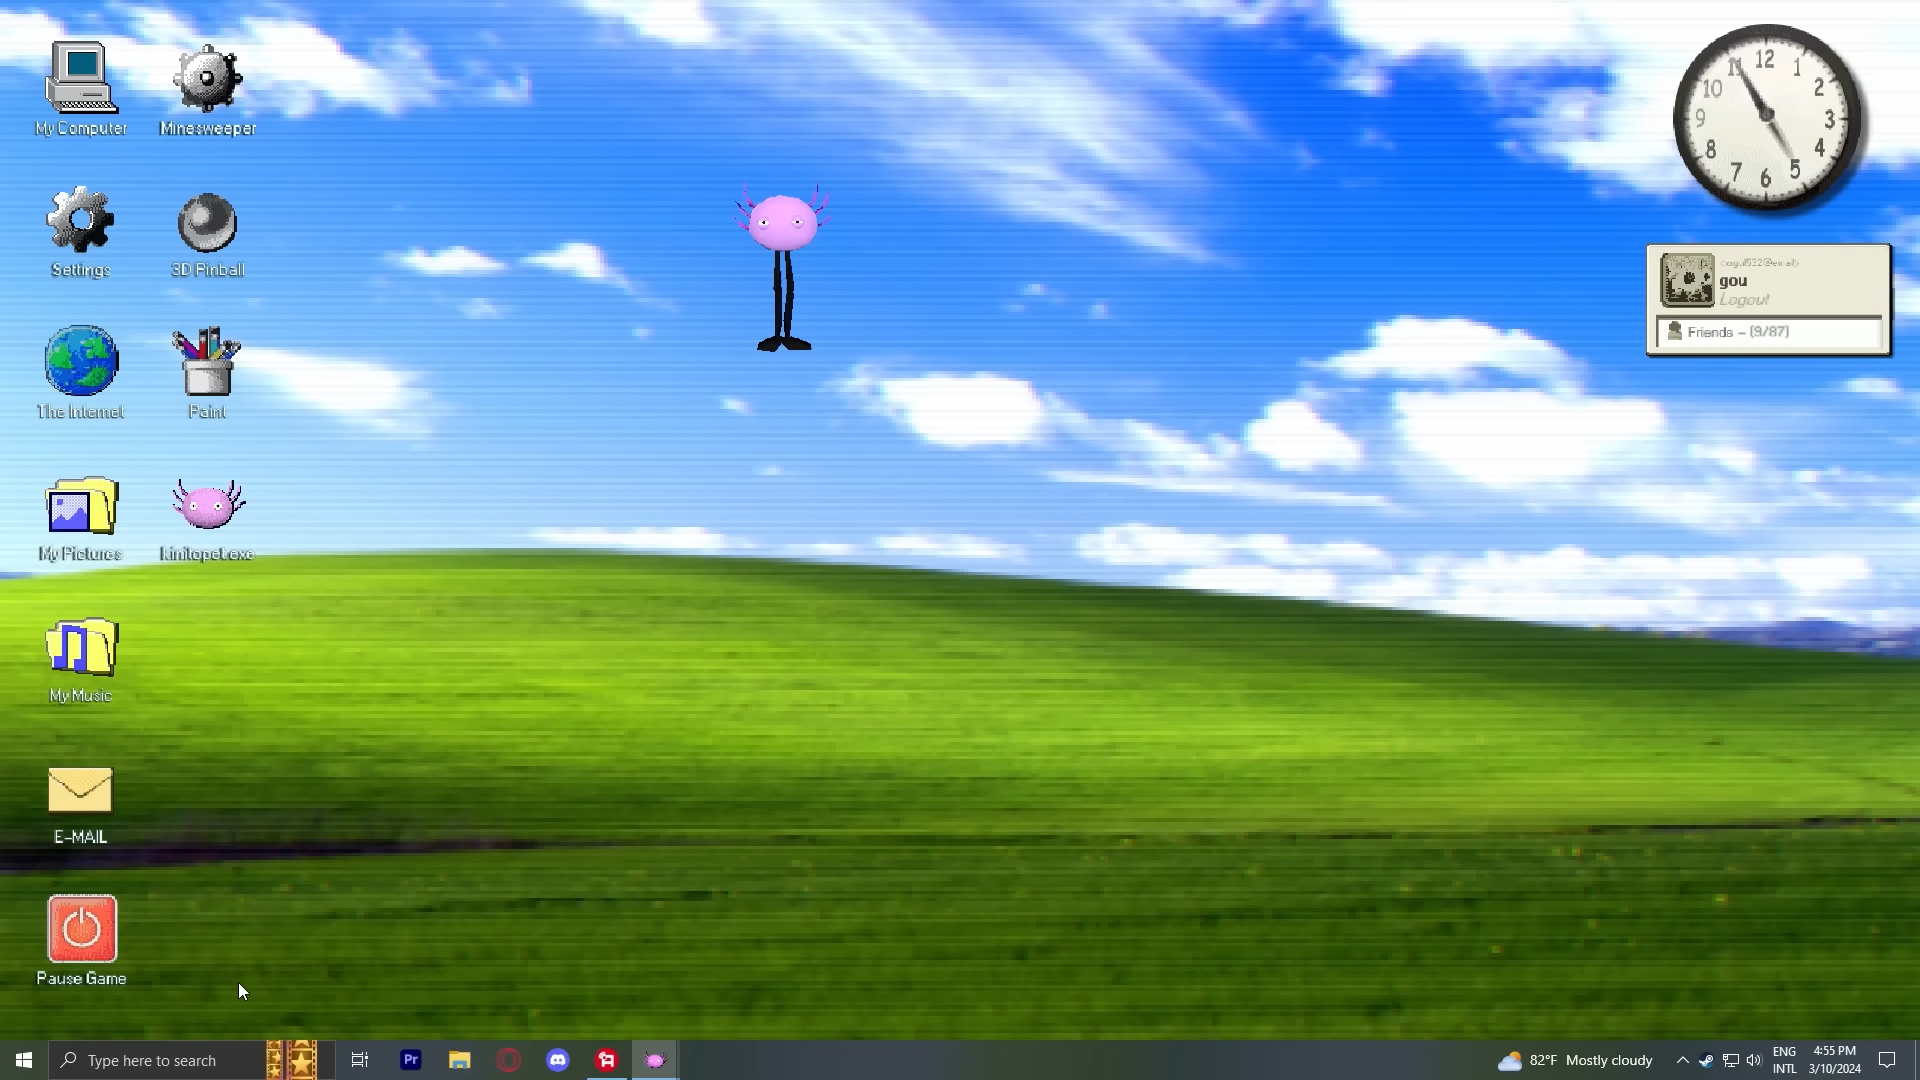 My Computer
Minesweeper
Settings
3D Pinball
The Internet
Paint
My Pictures
kinitopet.exe
My Music
E-MAIL
Pause Game
12
1
2
3
4
5
6
7
8
9
10
11
gou
Logout
Friends - (9/87)
Type here to search
Pr
82°F Mostly cloudy
ENG
INTL
4:55 PM
3/10/2024